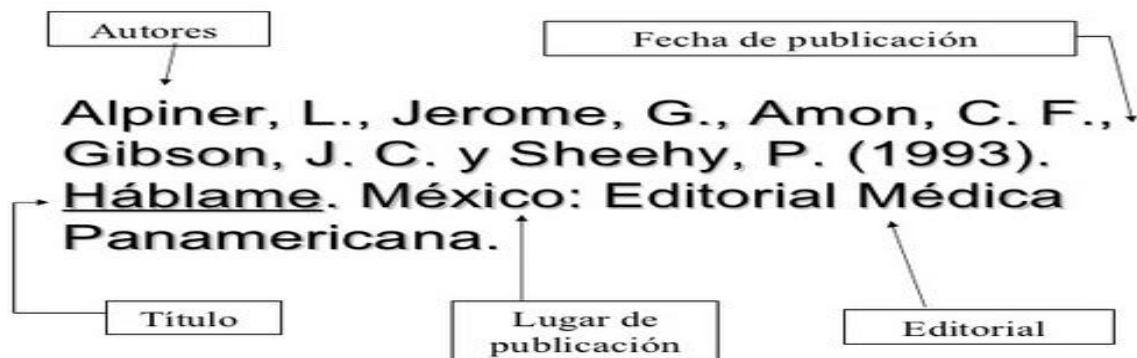 Autores
Fecha de publicación
Alpiner, L., Jerome, G., Amon, C. F.,
Gibson, J. C. y Sheehy, P. (1993).
Háblame. México: Editorial Médica
Panamericana.
Título
Lugar de
publicación
Editorial